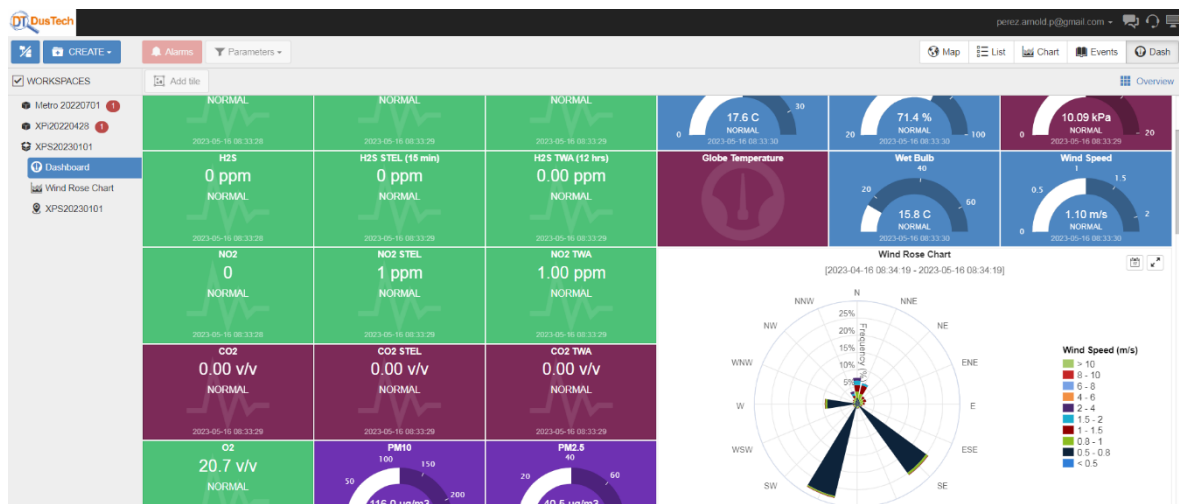 DT DusTech
perez.arnold.p@gmail.com
CREATE
Alarms
Parameters
Map
List
Chart
Events
Dash
WORKSPACES
Add tile
Overview
Metro 20220701 1
XPi20220428 1
XPS20230101
Dashboard
Wind Rose Chart
XPS20230101
NORMAL
2023-05-16 08:33:28
NORMAL
2023-05-16 08:33:29
NORMAL
2023-05-16 08:33:29
0
30
17.6 C
NORMAL
2023-05-16 08:33:30
20
100
71.4 %
NORMAL
2023-05-16 08:33:30
0
20
10.09 kPa
NORMAL
2023-05-16 08:33:29
H2S
0 ppm
NORMAL
2023-05-16 08:33:28
H2S STEL (15 min)
0 ppm
NORMAL
2023-05-16 08:33:29
H2S TWA (12 hrs)
0.00 ppm
NORMAL
2023-05-16 08:33:29
Globe Temperature
Wet Bulb
40
20
60
15.8 C
NORMAL
2023-05-16 08:33:30
Wind Speed
1
0.5
1.5
0
2
1.10 m/s
NORMAL
2023-05-16 08:33:30
NO2
0
NORMAL
2023-05-16 08:33:28
NO2 STEL
1 ppm
NORMAL
2023-05-16 08:33:29
NO2 TWA
1.00 ppm
NORMAL
2023-05-16 08:33:29
Wind Rose Chart
[2023-04-16 08:34:19 - 2023-05-16 08:34:19]
N
NNW
NNE
NW
NE
WNW
ENE
W
E
WSW
ESE
SW
SE
25%
20%
15%
10%
5%
Frequency (%)
Wind Speed (m/s)
> 10
8 - 10
6 - 8
4 - 6
2 - 4
1.5 - 2
1 - 1.5
0.8 - 1
0.5 - 0.8
< 0.5
CO2
0.00 v/v
NORMAL
2023-05-16 08:33:29
CO2 STEL
0.00 v/v
NORMAL
2023-05-16 08:33:29
CO2 TWA
0.00 v/v
NORMAL
2023-05-16 08:33:29
O2
20.7 v/v
NORMAL
PM10
100
50
150
200
116.0 ug/m3
PM2.5
40
20
60
40.5 ug/m3